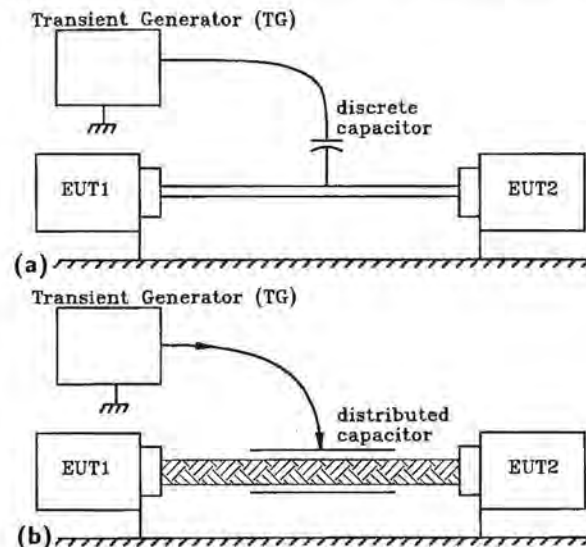 Transient Generator (TG)
discrete
capacitor
EUT1
EUT2
(a)
Transient Generator (TG)
distributed
capacitor
EUT1
EUT2
(b)